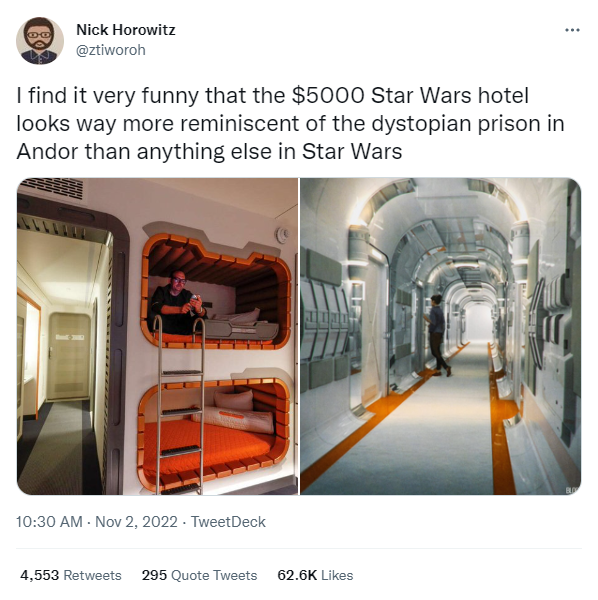 Nick Horowitz
@ztiworoh
I find it very funny that the $5000 Star Wars hotel
looks way more reminiscent of the dystopian prison in
Andor than anything else in Star Wars
10:30 AM · Nov 2, 2022 · TweetDeck
4,553 Retweets 295 Quote Tweets 62.6K Likes